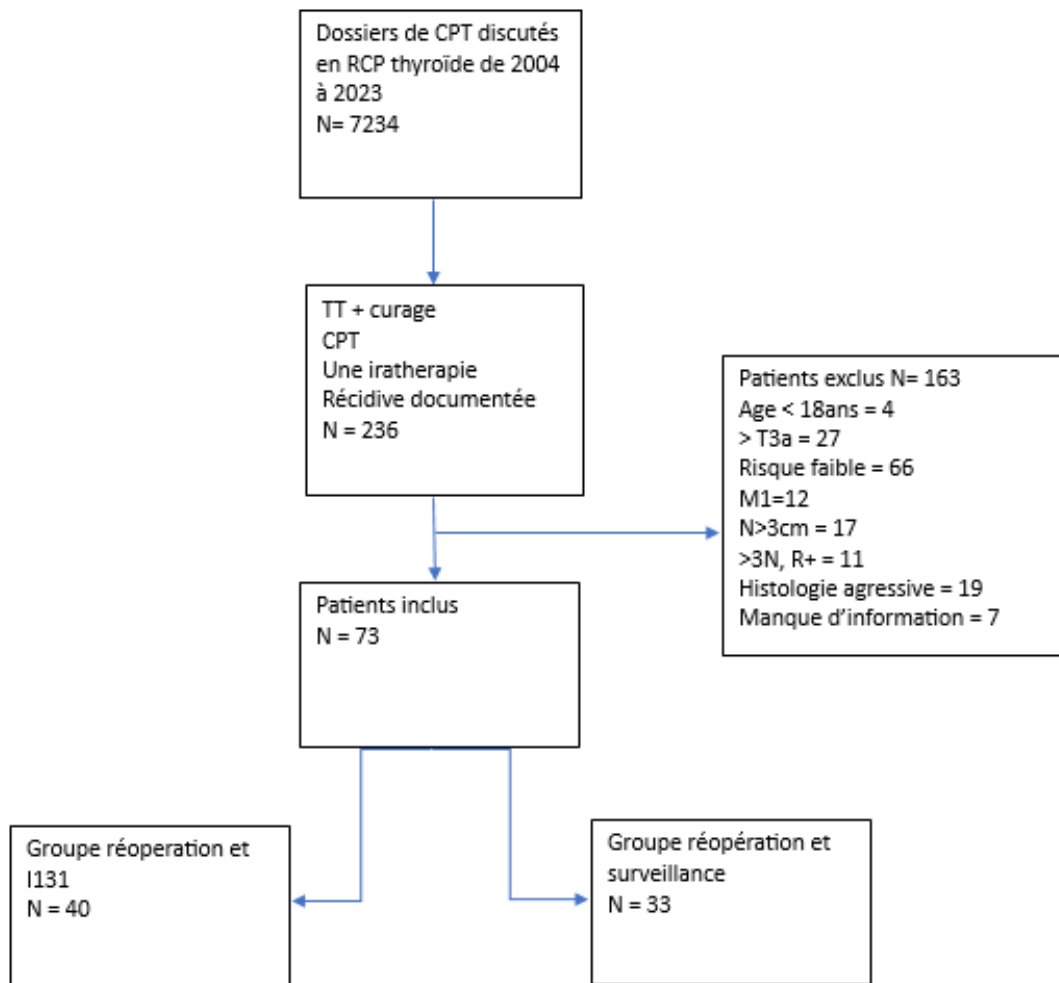 Dossiers de CPT discutés
en RCP thyroïde de 2004
à 2023
N= 7234
TT + curage
CPT
Une iratherapie
Récidive documentée
N = 236
Patients exclus N= 163
Age < 18ans = 4
> T3a = 27
Risque faible = 66
M1=12
N>3cm = 17
>3N, R+ = 11
Histologie agressive = 19
Manque d'information = 7
Patients inclus
N = 73
Groupe réoperation et
I131
N = 40
Groupe réopération et
surveillance
N = 33